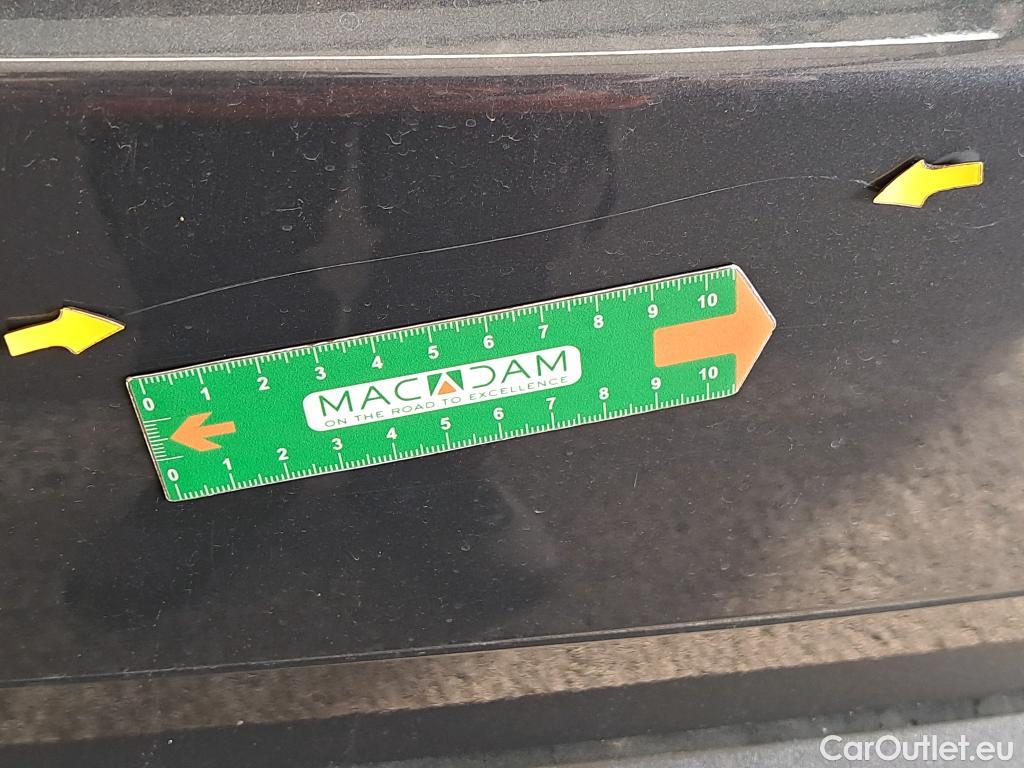 0 1 2 3 4 5 6 7 8 9 10
MACADAM
ON THE ROAD TO EXCELLENCE
0 1 2 3 4 5 6 7 8 9 10
CarOutlet.eu